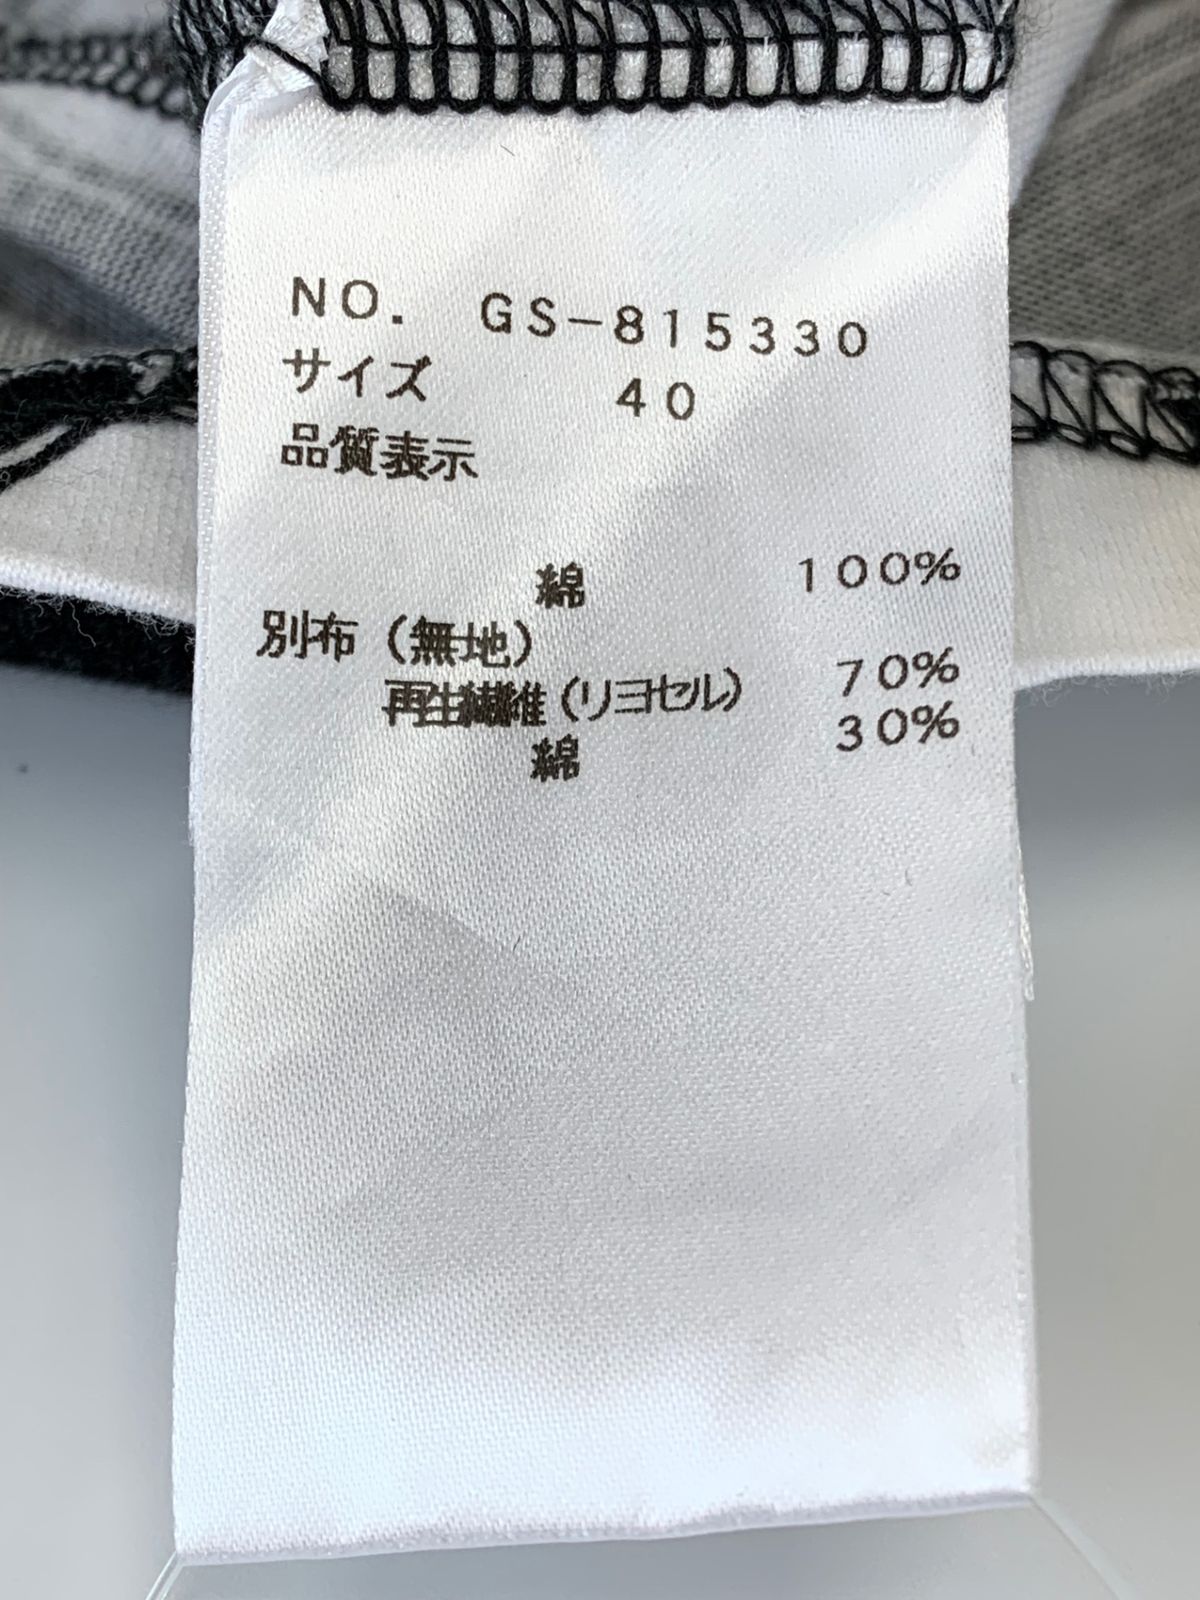 NO. GS-815330
サイズ 40
品質表示
綿 100%
別布(無地)
再生繊維(リヨセル) 70%
綿 30%